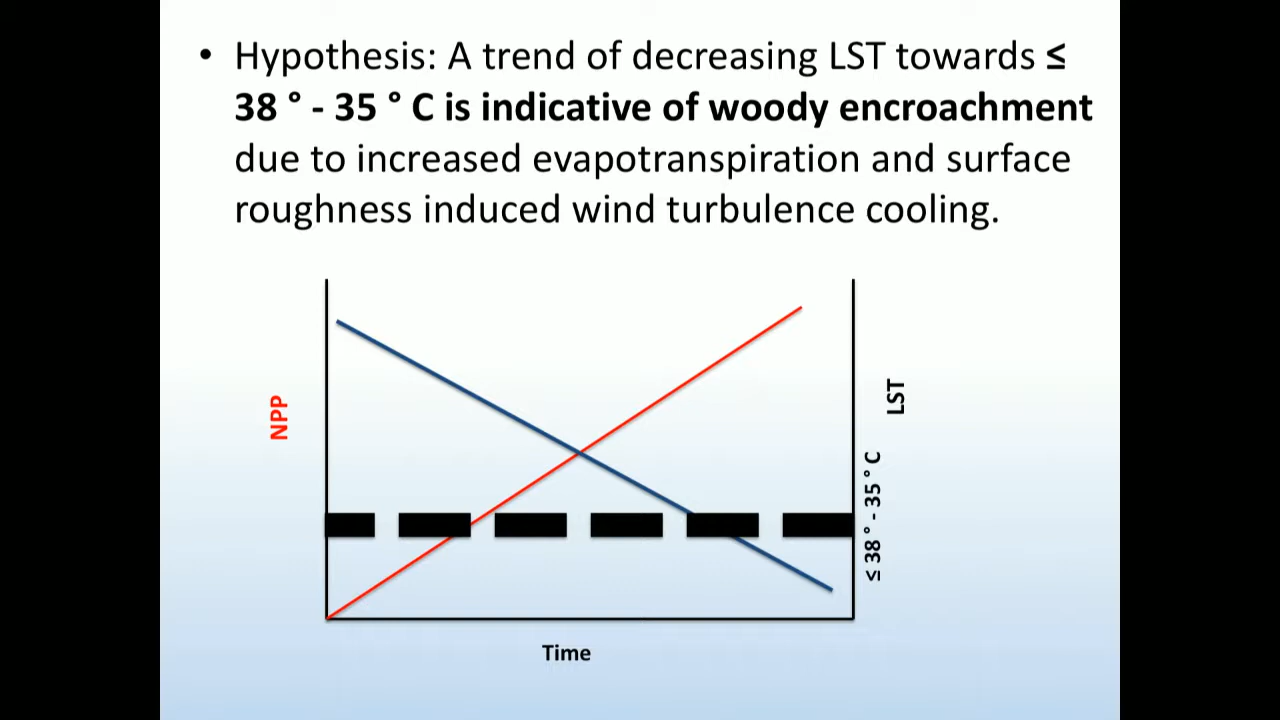 • Hypothesis: A trend of decreasing LST towards ≤
38 ° - 35 ° C is indicative of woody encroachment
due to increased evapotranspiration and surface
roughness induced wind turbulence cooling.
NPP
LST
≤ 38 ° - 35 ° C
Time